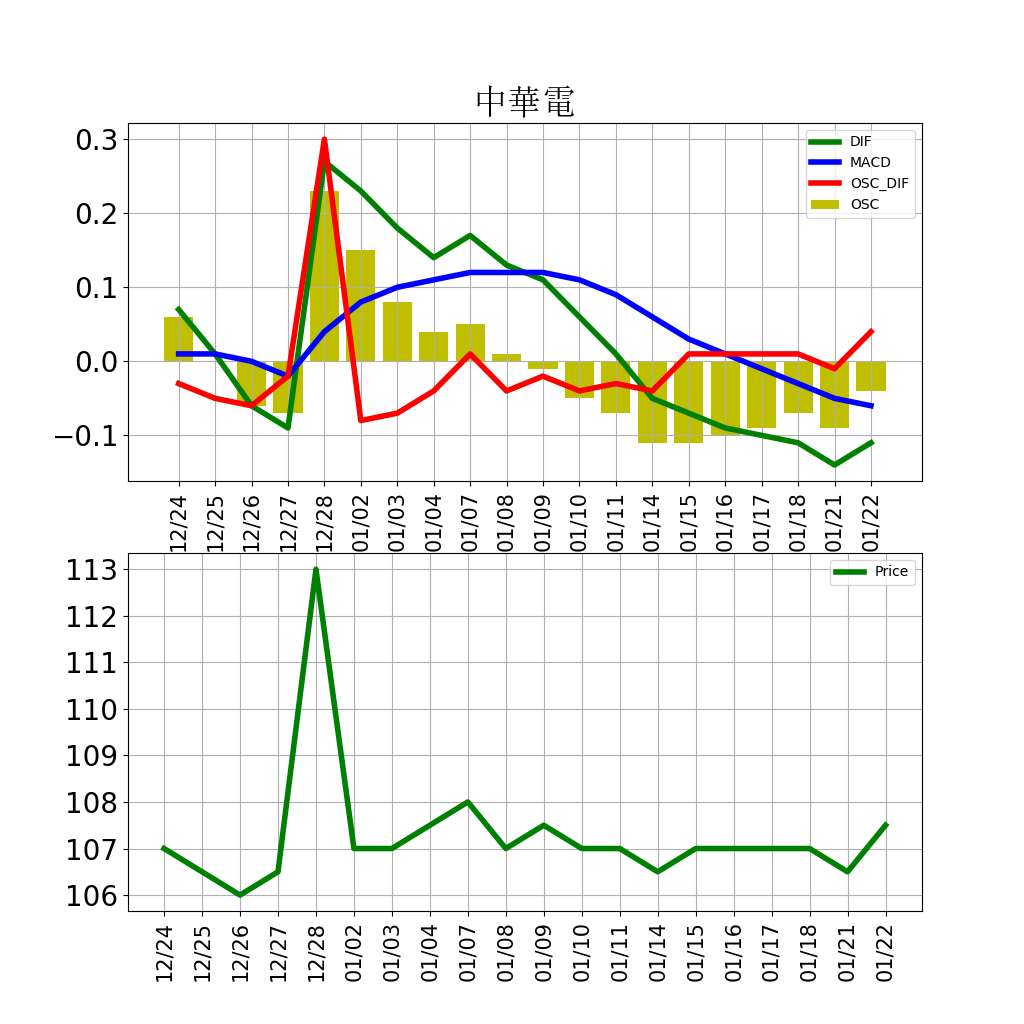 中華電
0.3
0.2
0.1
0.0
−0.1
DIF
MACD
OSC_DIF
OSC
12/24 12/25 12/26 12/27 12/28 01/02 01/03 01/04 01/07 01/08 01/09 01/10 01/11 01/14 01/15 01/16 01/17 01/18 01/21 01/22
113
112
111
110
109
108
107
106
Price
12/24 12/25 12/26 12/27 12/28 01/02 01/03 01/04 01/07 01/08 01/09 01/10 01/11 01/14 01/15 01/16 01/17 01/18 01/21 01/22